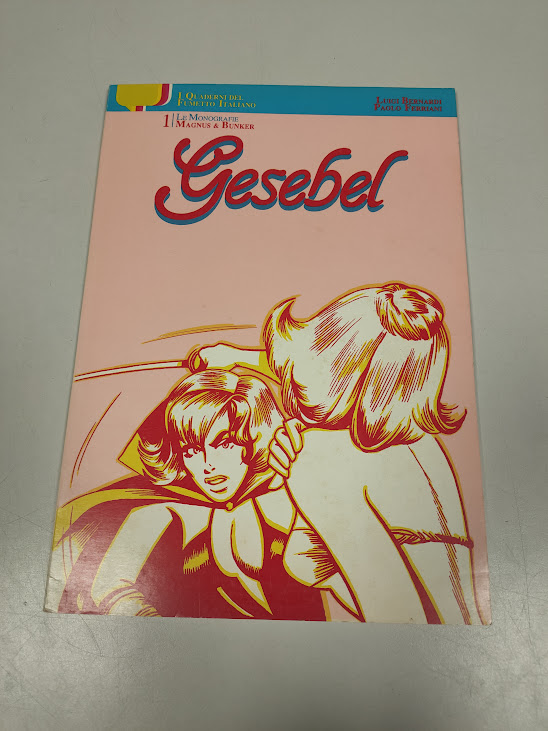 I Quaderni del
Fumetto Italiano
Luigi Bernardi
Paolo Ferriani
1 | Le Monografie
Magnus & Bunker
Gesebel